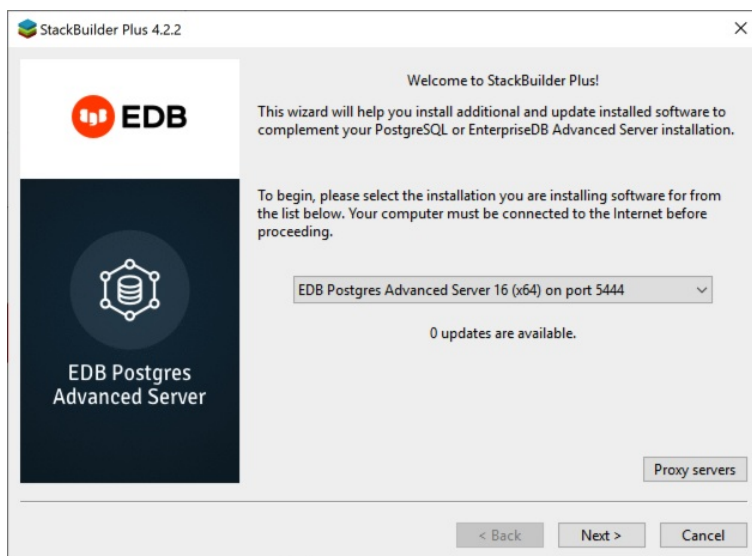 StackBuilder Plus 4.2.2
EDB
Welcome to StackBuilder Plus!
This wizard will help you install additional and update installed software to
complement your PostgreSQL or EnterpriseDB Advanced Server installation.
To begin, please select the installation you are installing software for from
the list below. Your computer must be connected to the Internet before
proceeding.
EDB Postgres Advanced Server 16 (x64) on port 5444
0 updates are available.
EDB Postgres
Advanced Server
Proxy servers
< Back
Next >
Cancel